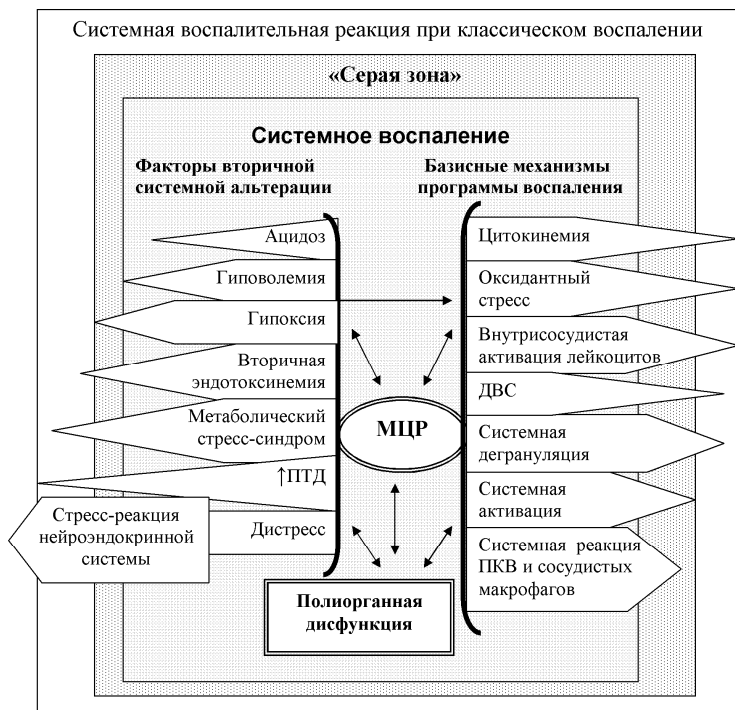 Системная воспалительная реакция при классическом воспалении
«Серая зона»
Системное воспаление
Факторы вторичной
системной альтерации
Базисные механизмы
программы воспаления
Ацидоз
Гиповолемия
Гипоксия
Вторичная
эндотоксинемия
Метаболический
стресс-синдром
↑ПТД
Дистресс
Стресс-реакция
нейроэндокринной
системы
МЦР
Полиорганная
дисфункция
Цитокинемия
Оксидантный
стресс
Внутрисосудистая
активация лейкоцитов
ДВС
Системная
дегрануляция
Системная
активация
Системная реакция
ПКВ и сосудистых
макрофагов